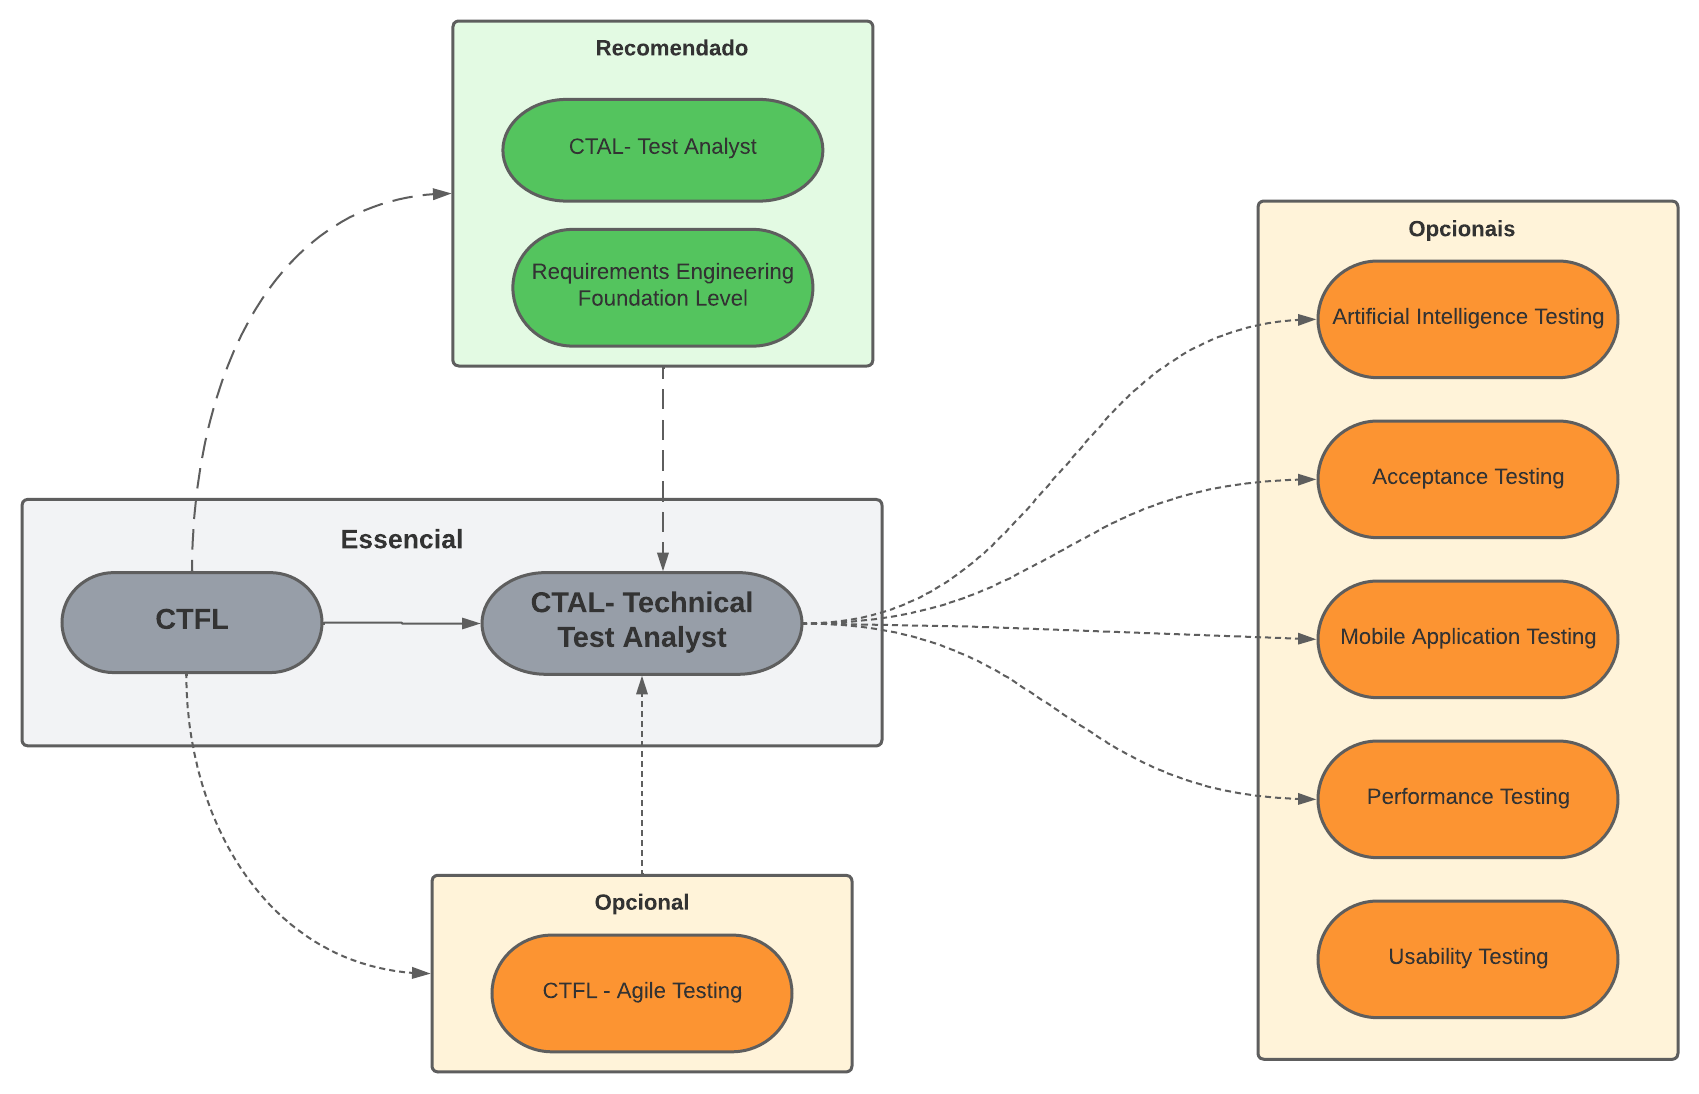 Recomendado
CTAL- Test Analyst
Requirements Engineering
Foundation Level
Essencial
CTFL
CTAL- Technical
Test Analyst
Opcional
CTFL - Agile Testing
Opcionais
Artificial Intelligence Testing
Acceptance Testing
Mobile Application Testing
Performance Testing
Usability Testing